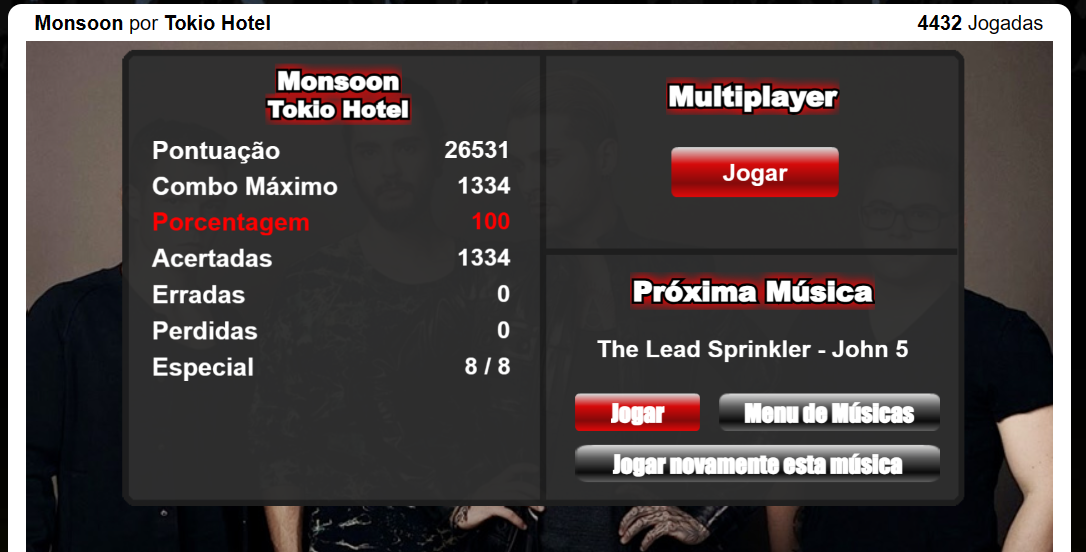 Monsoon por Tokio Hotel
4432 Jogadas
Monsoon
Tokio Hotel
Pontuação 26531
Combo Máximo 1334
Porcentagem 100
Acertadas 1334
Erradas 0
Perdidas 0
Especial 8 / 8
Multiplayer
Jogar
Próxima Música
The Lead Sprinkler - John 5
Jogar
Menu de Músicas
Jogar novamente esta música